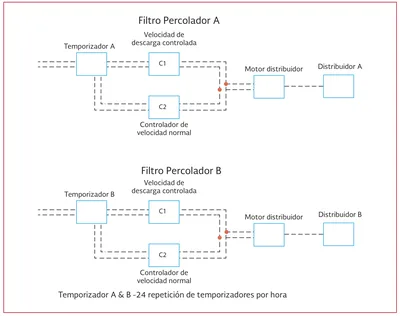 Filtro Percolador A
Velocidad de
descarga controlada
Temporizador A
C1
Motor distribuidor
Distribuidor A
C2
Controlador de
velocidad normal
Filtro Percolador B
Velocidad de
descarga controlada
Temporizador B
C1
Motor distribuidor
Distribuidor B
C2
Controlador de
velocidad normal
Temporizador A & B -24 repetición de temporizadores por hora